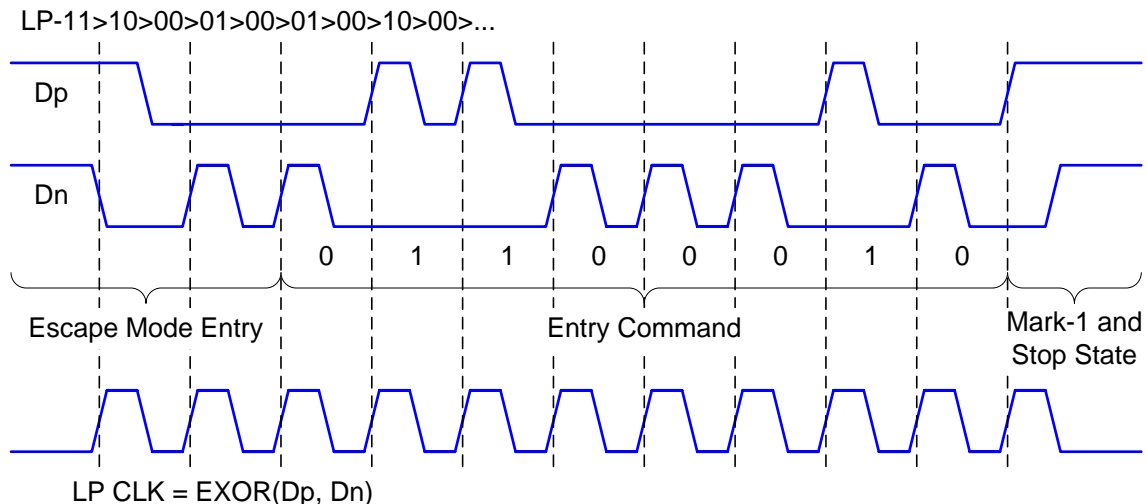 LP-11>10>00>01>00>01>00>10>00>...
Dp
Dn
0 1 1 0 0 0 1 0
Escape Mode Entry
Entry Command
Mark-1 and
Stop State
LP CLK = EXOR(Dp, Dn)